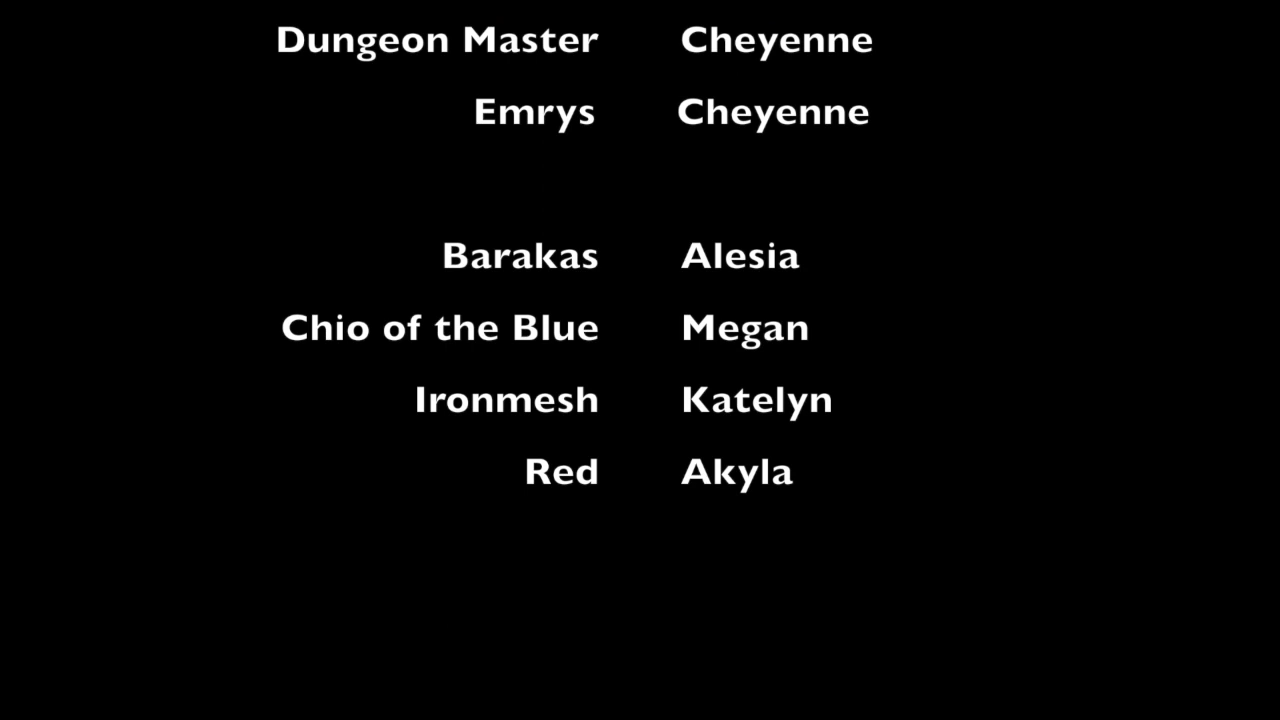 Dungeon Master Cheyenne
Emrys Cheyenne
Barakas Alesia
Chio of the Blue Megan
Ironmesh Katelyn
Red Akyla